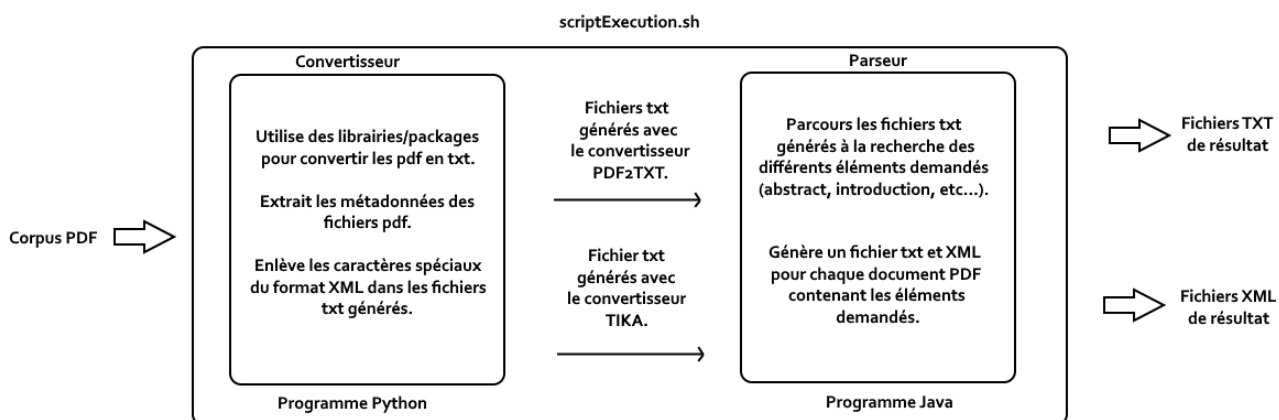 scriptExecution.sh
Corpus PDF
Convertisseur
Utilise des librairies/packages
pour convertir les pdf en txt.
Extrait les métadonnées des
fichiers pdf.
Enlève les caractères spéciaux
du format XML dans les fichiers
txt générés.
Programme Python
Fichiers txt
générés avec
le convertisseur
PDF2TXT.
Fichier txt
générés avec
le convertisseur
TIKA.
Parseur
Parcours les fichiers txt
générés à la recherche des
différents éléments demandés
(abstract, introduction, etc...).
Génère un fichier txt et XML
pour chaque document PDF
contenant les éléments
demandés.
Programme Java
Fichiers TXT
de résultat
Fichiers XML
de résultat